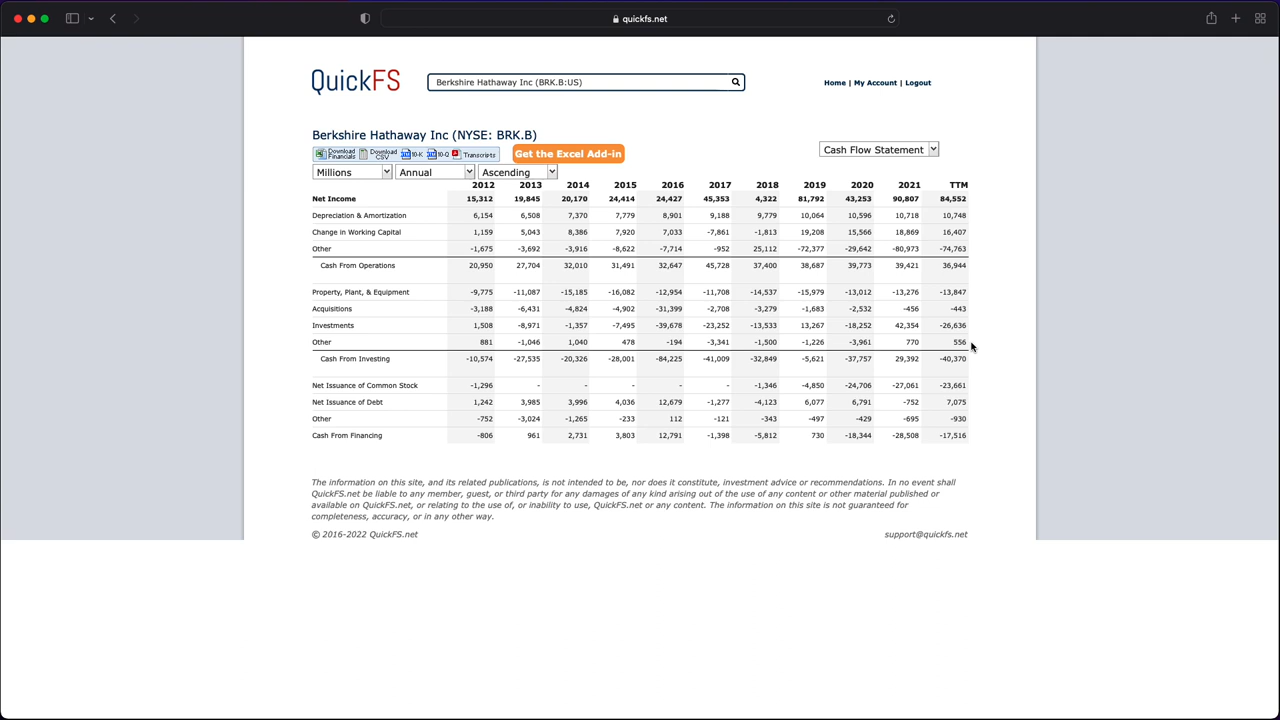 quickfs.net
QuickFS
Berkshire Hathaway Inc (BRK.B:US)
Home | My Account | Logout
Berkshire Hathaway Inc (NYSE: BRK.B)
Download Financials Download CSV 10-K 10-Q Transcripts
Get the Excel Add-in
Cash Flow Statement
Millions Annual Ascending
2012 2013 2014 2015 2016 2017 2018 2019 2020 2021 TTM
Net Income 15,312 19,845 20,170 24,414 24,427 45,353 4,322 81,792 43,253 90,807 84,552
Depreciation & Amortization 6,154 6,508 7,370 7,779 8,901 9,188 9,779 10,064 10,596 10,718 10,748
Change in Working Capital 1,159 5,043 8,386 7,920 7,033 -7,861 -1,813 19,208 15,566 18,869 16,407
Other -1,675 -3,692 -3,916 -8,622 -7,714 -952 25,112 -72,377 -29,642 -80,973 -74,763
Cash From Operations 20,950 27,704 32,010 31,491 32,647 45,728 37,400 38,687 39,773 39,421 36,944
Property, Plant, & Equipment -9,775 -11,087 -15,185 -16,082 -12,954 -11,708 -14,537 -15,979 -13,012 -13,276 -13,847
Acquisitions -3,188 -6,431 -4,824 -4,902 -31,399 -2,708 -3,279 -1,683 -2,532 -456 -443
Investments 1,508 -8,971 -1,357 -7,495 -39,678 -23,252 -13,533 13,267 -18,252 42,354 -26,636
Other 881 -1,046 1,040 478 -194 -3,341 -1,500 -1,226 -3,961 770 556
Cash From Investing -10,574 -27,535 -20,326 -28,001 -84,225 -41,009 -32,849 -5,621 -37,757 29,392 -40,370
Net Issuance of Common Stock -1,296 - - - - - -1,346 -4,850 -24,706 -27,061 -23,661
Net Issuance of Debt 1,242 3,985 3,996 4,036 12,679 -1,277 -4,123 6,077 6,791 -752 7,075
Other -752 -3,024 -1,265 -233 112 -121 -343 -497 -429 -695 -930
Cash From Financing -806 961 2,731 3,803 12,791 -1,398 -5,812 730 -18,344 -28,508 -17,516
The information on this site, and its related publications, is not intended to be, nor does it constitute, investment advice or recommendations. In no event shall
QuickFS.net be liable to any member, guest, or third party for any damages of any kind arising out of the use of any content or other material published or
available on QuickFS.net, or relating to the use of, or inability to use, QuickFS.net or any content. The information on this site is not guaranteed for
completeness, accuracy, or in any other way.
© 2016-2022 QuickFS.net support@quickfs.net